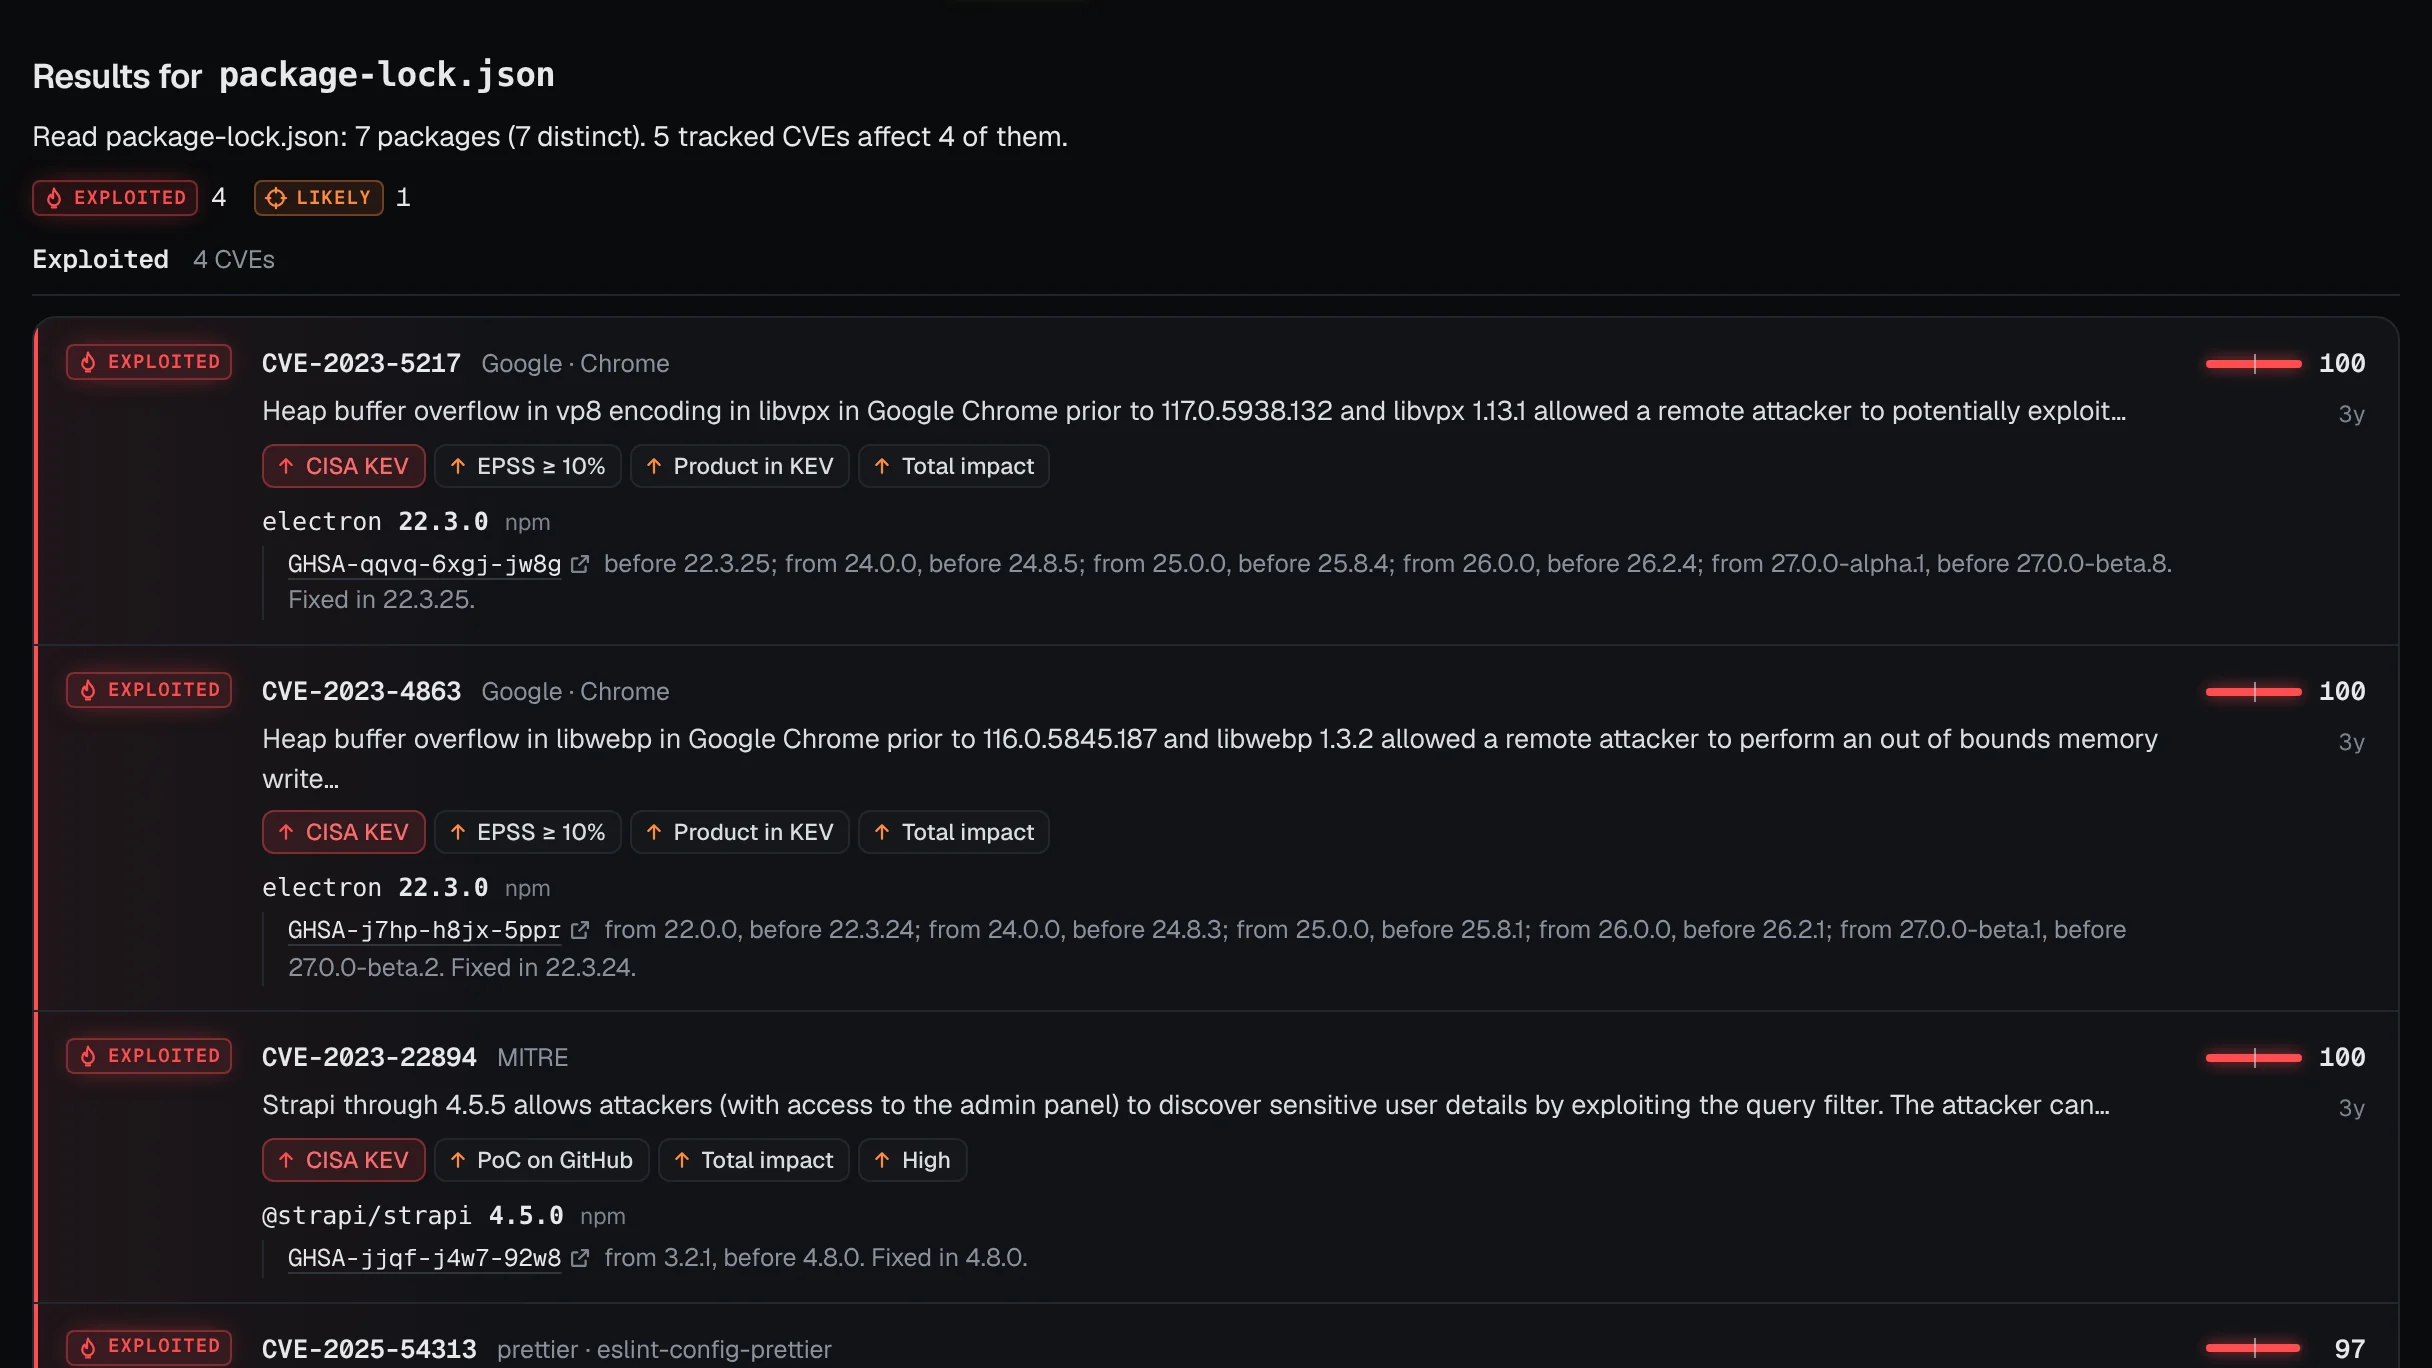 Results for package-lock.json
Read package-lock.json: 7 packages (7 distinct). 5 tracked CVEs affect 4 of them.
EXPLOITED 4 LIKELY 1
Exploited 4 CVEs
EXPLOITED CVE-2023-5217 Google · Chrome 100
Heap buffer overflow in vp8 encoding in libvpx in Google Chrome prior to 117.0.5938.132 and libvpx 1.13.1 allowed a remote attacker to potentially exploit… 3y
↑ CISA KEV ↑ EPSS ≥ 10% ↑ Product in KEV ↑ Total impact
electron 22.3.0 npm
GHSA-qqvq-6xgj-jw8g before 22.3.25; from 24.0.0, before 24.8.5; from 25.0.0, before 25.8.4; from 26.0.0, before 26.2.4; from 27.0.0-alpha.1, before 27.0.0-beta.8.
Fixed in 22.3.25.
EXPLOITED CVE-2023-4863 Google · Chrome 100
Heap buffer overflow in libwebp in Google Chrome prior to 116.0.5845.187 and libwebp 1.3.2 allowed a remote attacker to perform an out of bounds memory 3y
write…
↑ CISA KEV ↑ EPSS ≥ 10% ↑ Product in KEV ↑ Total impact
electron 22.3.0 npm
GHSA-j7hp-h8jx-5ppr from 22.0.0, before 22.3.24; from 24.0.0, before 24.8.3; from 25.0.0, before 25.8.1; from 26.0.0, before 26.2.1; from 27.0.0-beta.1, before
27.0.0-beta.2. Fixed in 22.3.24.
EXPLOITED CVE-2023-22894 MITRE 100
Strapi through 4.5.5 allows attackers (with access to the admin panel) to discover sensitive user details by exploiting the query filter. The attacker can… 3y
↑ CISA KEV ↑ PoC on GitHub ↑ Total impact ↑ High
@strapi/strapi 4.5.0 npm
GHSA-jjqf-j4w7-92w8 from 3.2.1, before 4.8.0. Fixed in 4.8.0.
EXPLOITED CVE-2025-54313 prettier · eslint-config-prettier 97